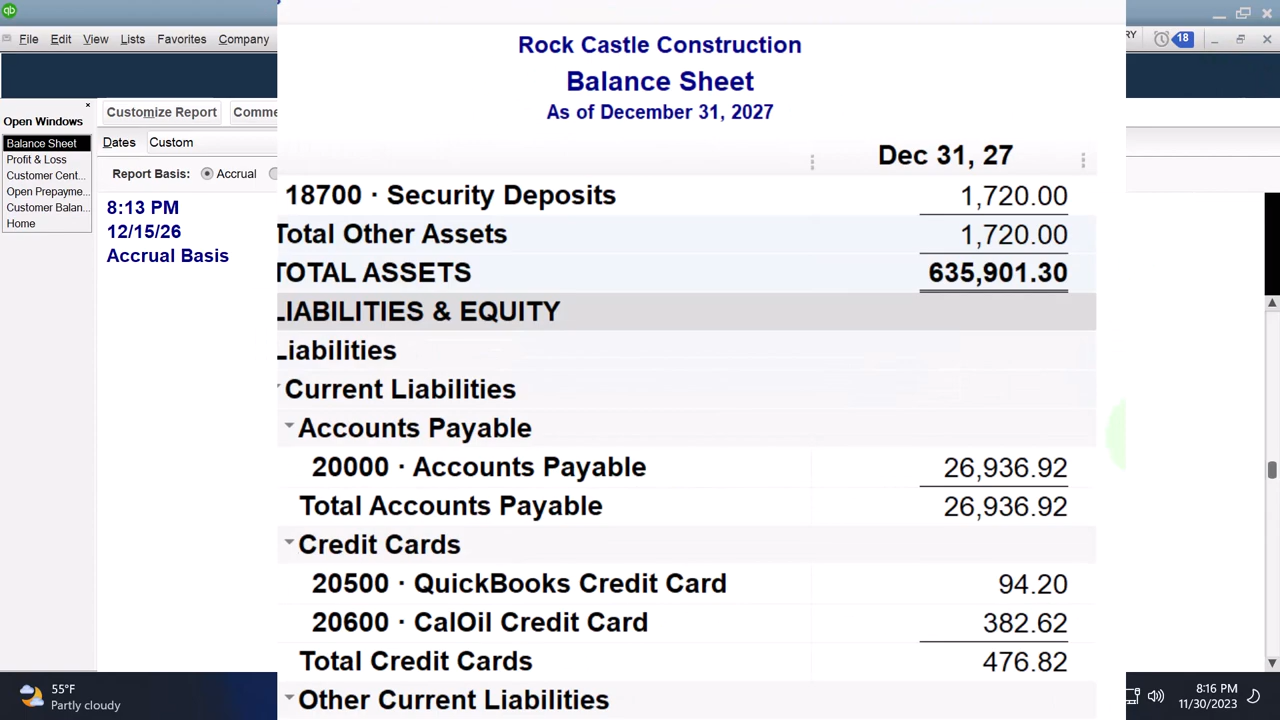 File Edit View Lists Favorites Company
18
Open Windows
Balance Sheet
Profit & Loss
Customer Cent...
Open Prepayme...
Customer Balan...
Home
Customize Report
Dates Custom
Report Basis: Accrual
8:13 PM
12/15/26
Accrual Basis
Rock Castle Construction
Balance Sheet
As of December 31, 2027
Dec 31, 27
18700 · Security Deposits 1,720.00
Total Other Assets 1,720.00
TOTAL ASSETS 635,901.30
LIABILITIES & EQUITY
Liabilities
Current Liabilities
Accounts Payable
20000 · Accounts Payable 26,936.92
Total Accounts Payable 26,936.92
Credit Cards
20500 · QuickBooks Credit Card 94.20
20600 · CalOil Credit Card 382.62
Total Credit Cards 476.82
Other Current Liabilities
55°F
Partly cloudy
8:16 PM
11/30/2023